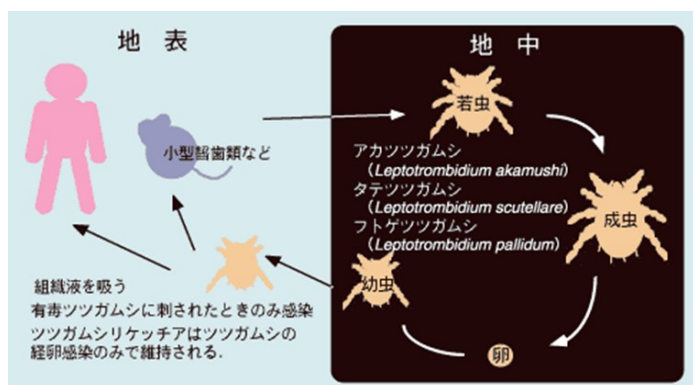 地 表
地 中
若虫
小型齧歯類など
アカツツガムシ
(Leptotrombidium akamushi)
タテツツガムシ
(Leptotrombidium scutellare)
フトゲツツガムシ
(Leptotrombidium pallidum)
成虫
幼虫
卵
組織液を吸う
有毒ツツガムシに刺されたときのみ感染
ツツガムシリケッチアはツツガムシの
経卵感染のみで維持される.